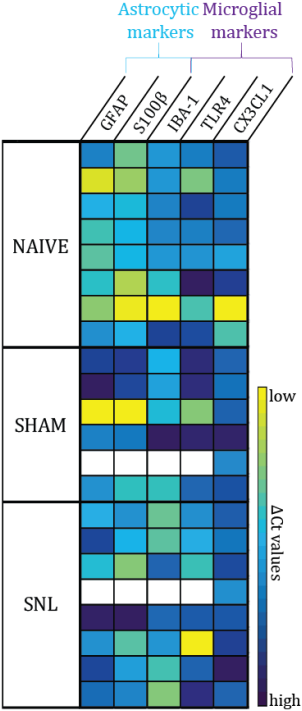 Astrocytic Microglial
markers markers
GFAP
S100β
IBA-1
TLR4
CX3CL1
NAIVE
SHAM
SNL
low
ΔCt values
high